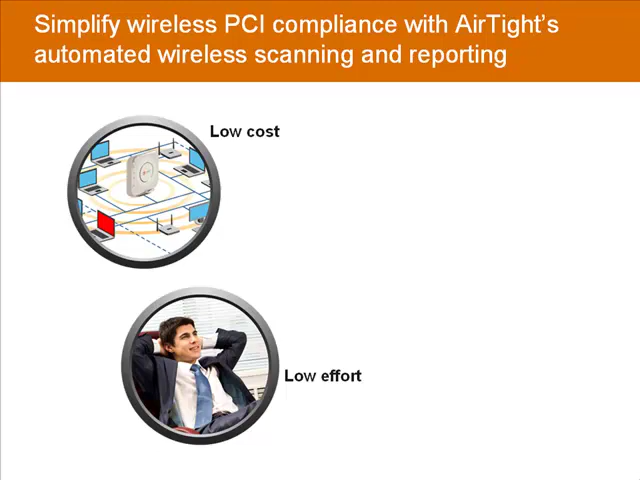 Simplify wireless PCI compliance with AirTight’s
automated wireless scanning and reporting
Low cost
Low effort